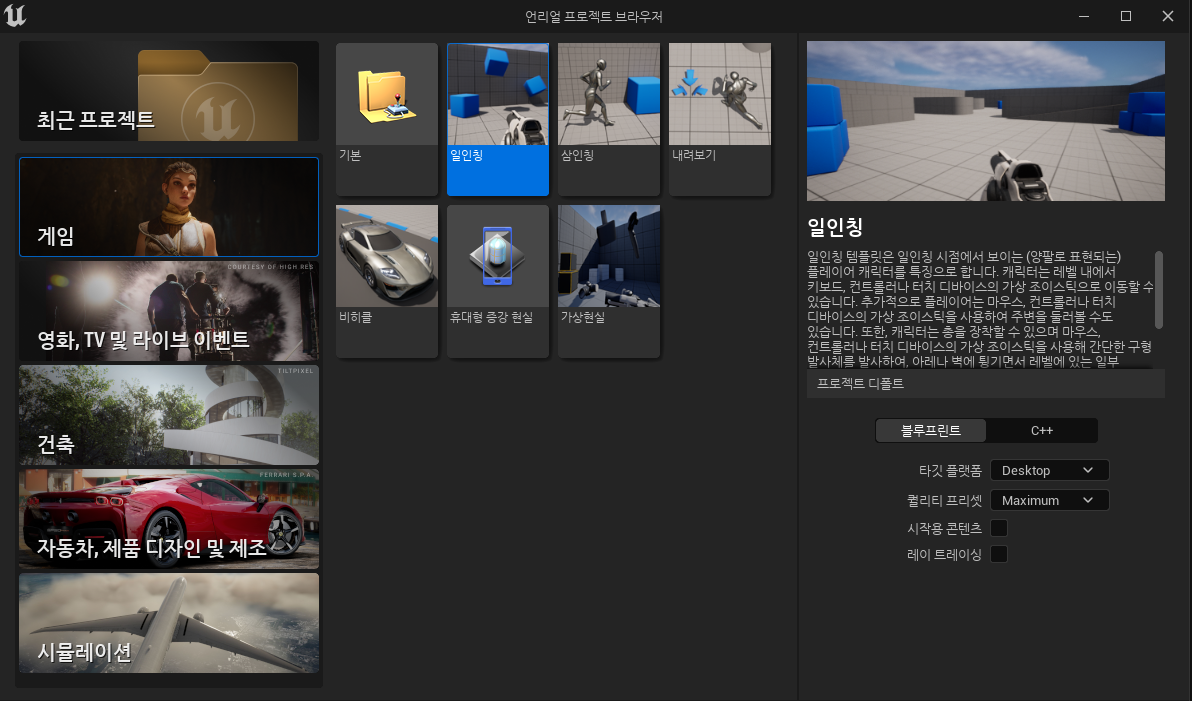 언리얼 프로젝트 브라우저
최근 프로젝트
게임
COURTESY OF HIGH RES
영화, TV 및 라이브 이벤트
TILTPIXEL
건축
FERRARI S.P.A
자동차, 제품 디자인 및 제조
시뮬레이션
기본
일인칭
삼인칭
내려보기
비히클
휴대형 증강 현실
가상현실
일인칭
일인칭 템플릿은 일인칭 시점에서 보이는 (양팔로 표현되는)
플레이어 캐릭터를 특징으로 합니다. 캐릭터는 레벨 내에서
키보드, 컨트롤러나 터치 디바이스의 가상 조이스틱으로 이동할 수
있습니다. 추가적으로 플레이어는 마우스, 컨트롤러나 터치
디바이스의 가상 조이스틱을 사용하여 주변을 둘러볼 수도
있습니다. 또한, 캐릭터는 총을 장착할 수 있으며 마우스,
컨트롤러나 터치 디바이스의 가상 조이스틱을 사용해 간단한 구형
발사체를 발사하여, 아레나 벽에 튕기면서 레벨에 있는 일부
프로젝트 디폴트
블루프린트
C++
타깃 플랫폼 Desktop
퀄리티 프리셋 Maximum
시작용 콘텐츠
레이 트레이싱